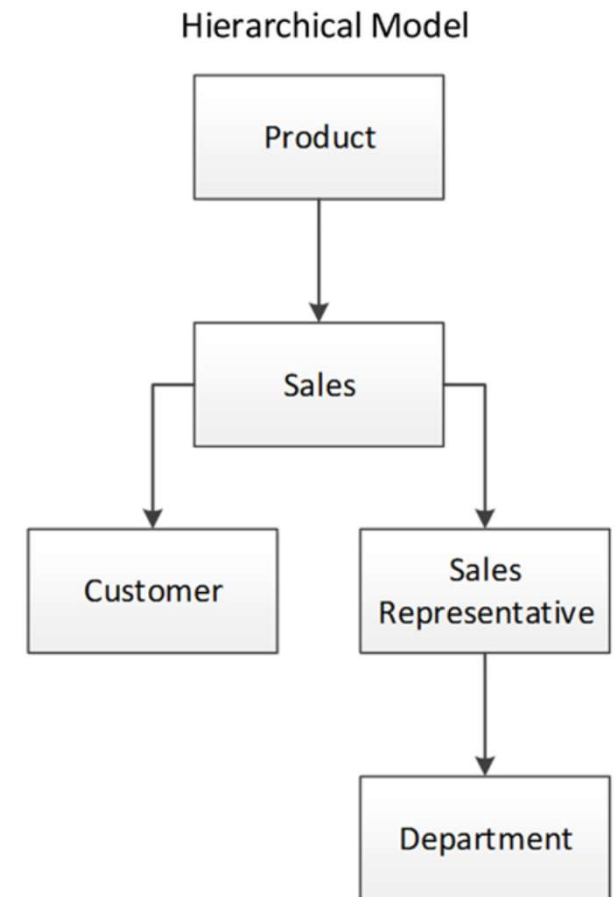 Hierarchical Model
Product
Sales
Customer
Sales
Representative
Department